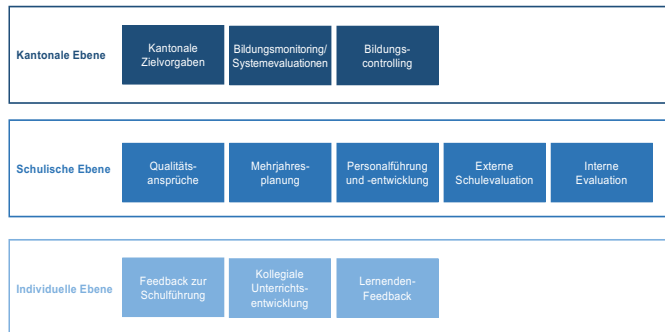 Kantonale Ebene
Kantonale
Zielvorgaben
Bildungsmonitoring/
Systemevaluationen
Bildungs-
controlling
Schulische Ebene
Qualitäts-
ansprüche
Mehrjahres-
planung
Personalführung
und -entwicklung
Externe
Schulevaluation
Interne
Evaluation
Individuelle Ebene
Feedback zur
Schulführung
Kollegiale
Unterrichts-
entwicklung
Lernenden-
Feedback